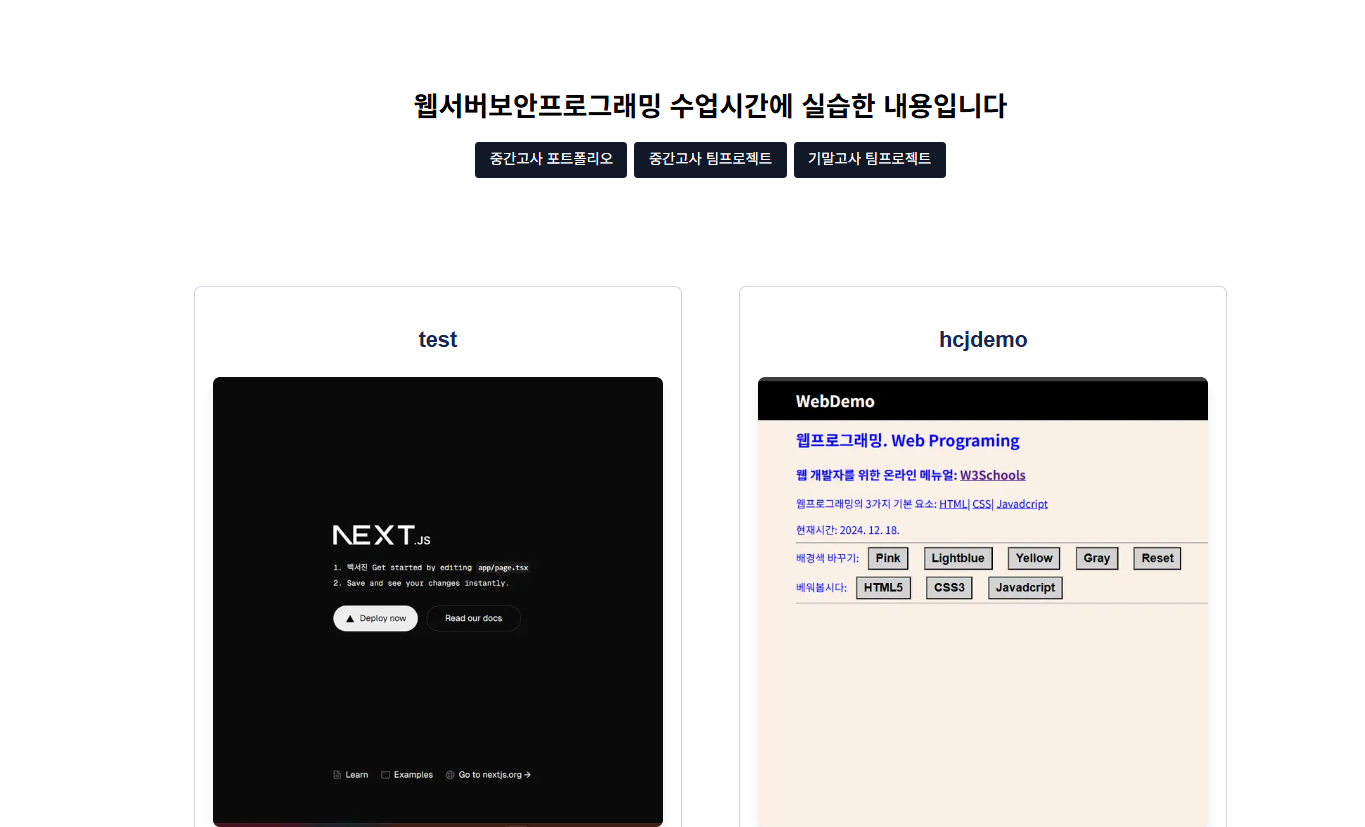 웹서버보안프로그래밍 수업시간에 실습한 내용입니다
중간고사 포트폴리오 중간고사 팀프로젝트 기말고사 팀프로젝트
test
NEXT.JS
1. 백서진 Get started by editing app/page.tsx
2. Save and see your changes instantly.
Deploy now Read our docs
Learn Examples Go to nextjs.org →
hcjdemo
WebDemo
웹프로그래밍. Web Programing
웹 개발자를 위한 온라인 메뉴얼: W3Schools
웹프로그래밍의 3가지 기본 요소: HTML| CSS| Javadcript
현재시간: 2024. 12. 18.
배경색 바꾸기: Pink Lightblue Yellow Gray Reset
베워봅시다: HTML5 CSS3 Javadcript